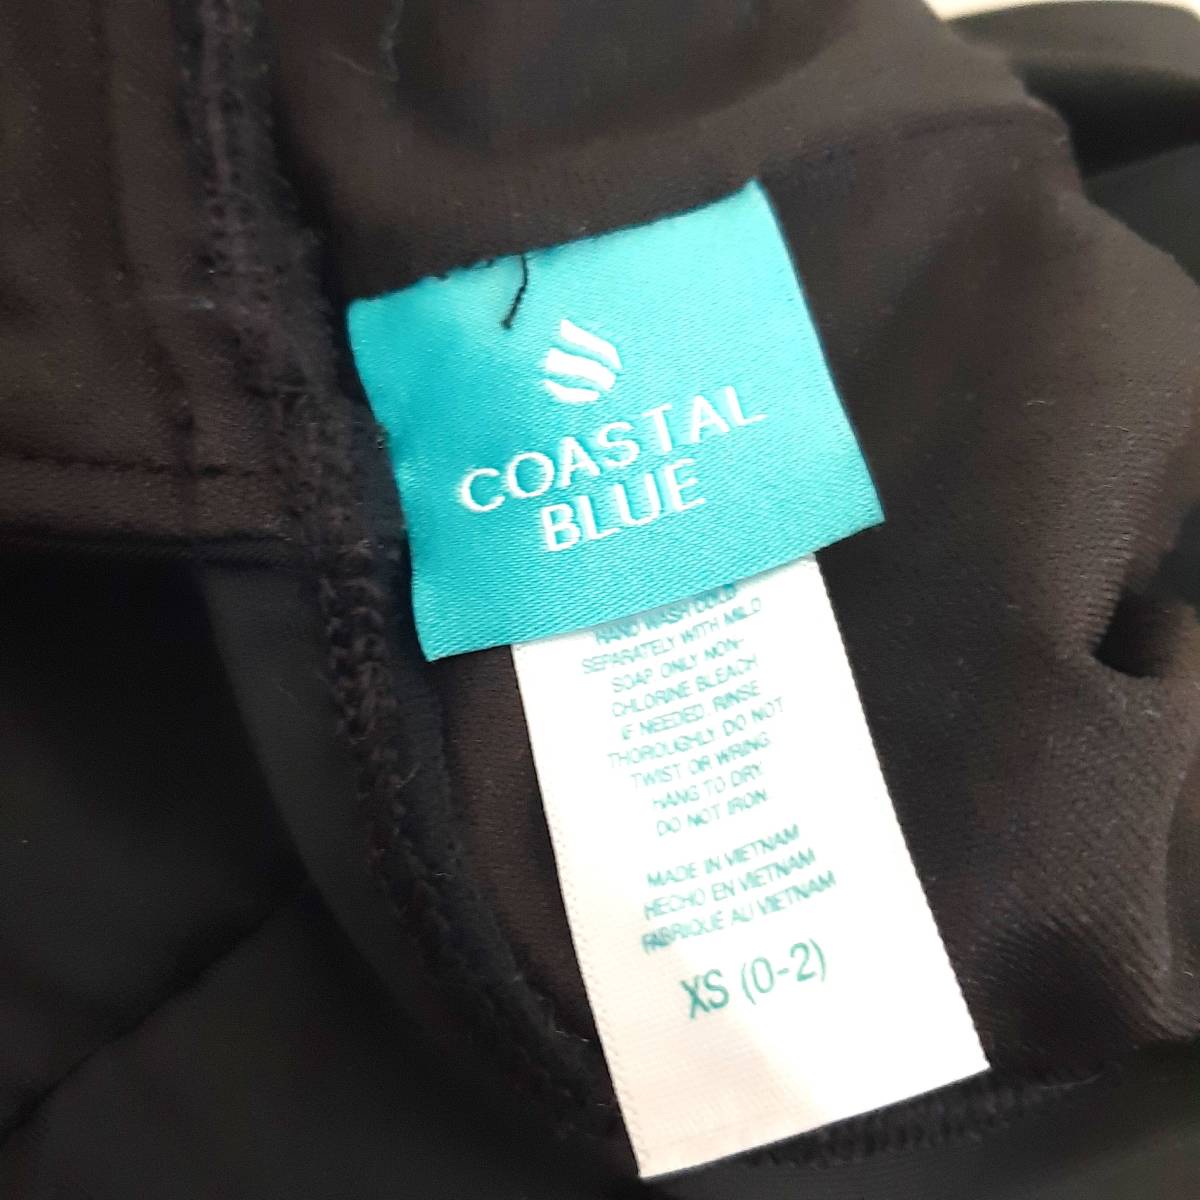 COASTAL
BLUE
HAND WASH COLD
SEPARATELY WITH MILD
SOAP ONLY NON-
CHLORINE BLEACH
IF NEEDED, RINSE
THOROUGHLY. DO NOT
TWIST OR WRING.
HANG TO DRY.
DO NOT IRON
MADE IN VIETNAM
HECHO EN VIETNAM
FABRIQUE AU VIETNAM
XS (0-2)